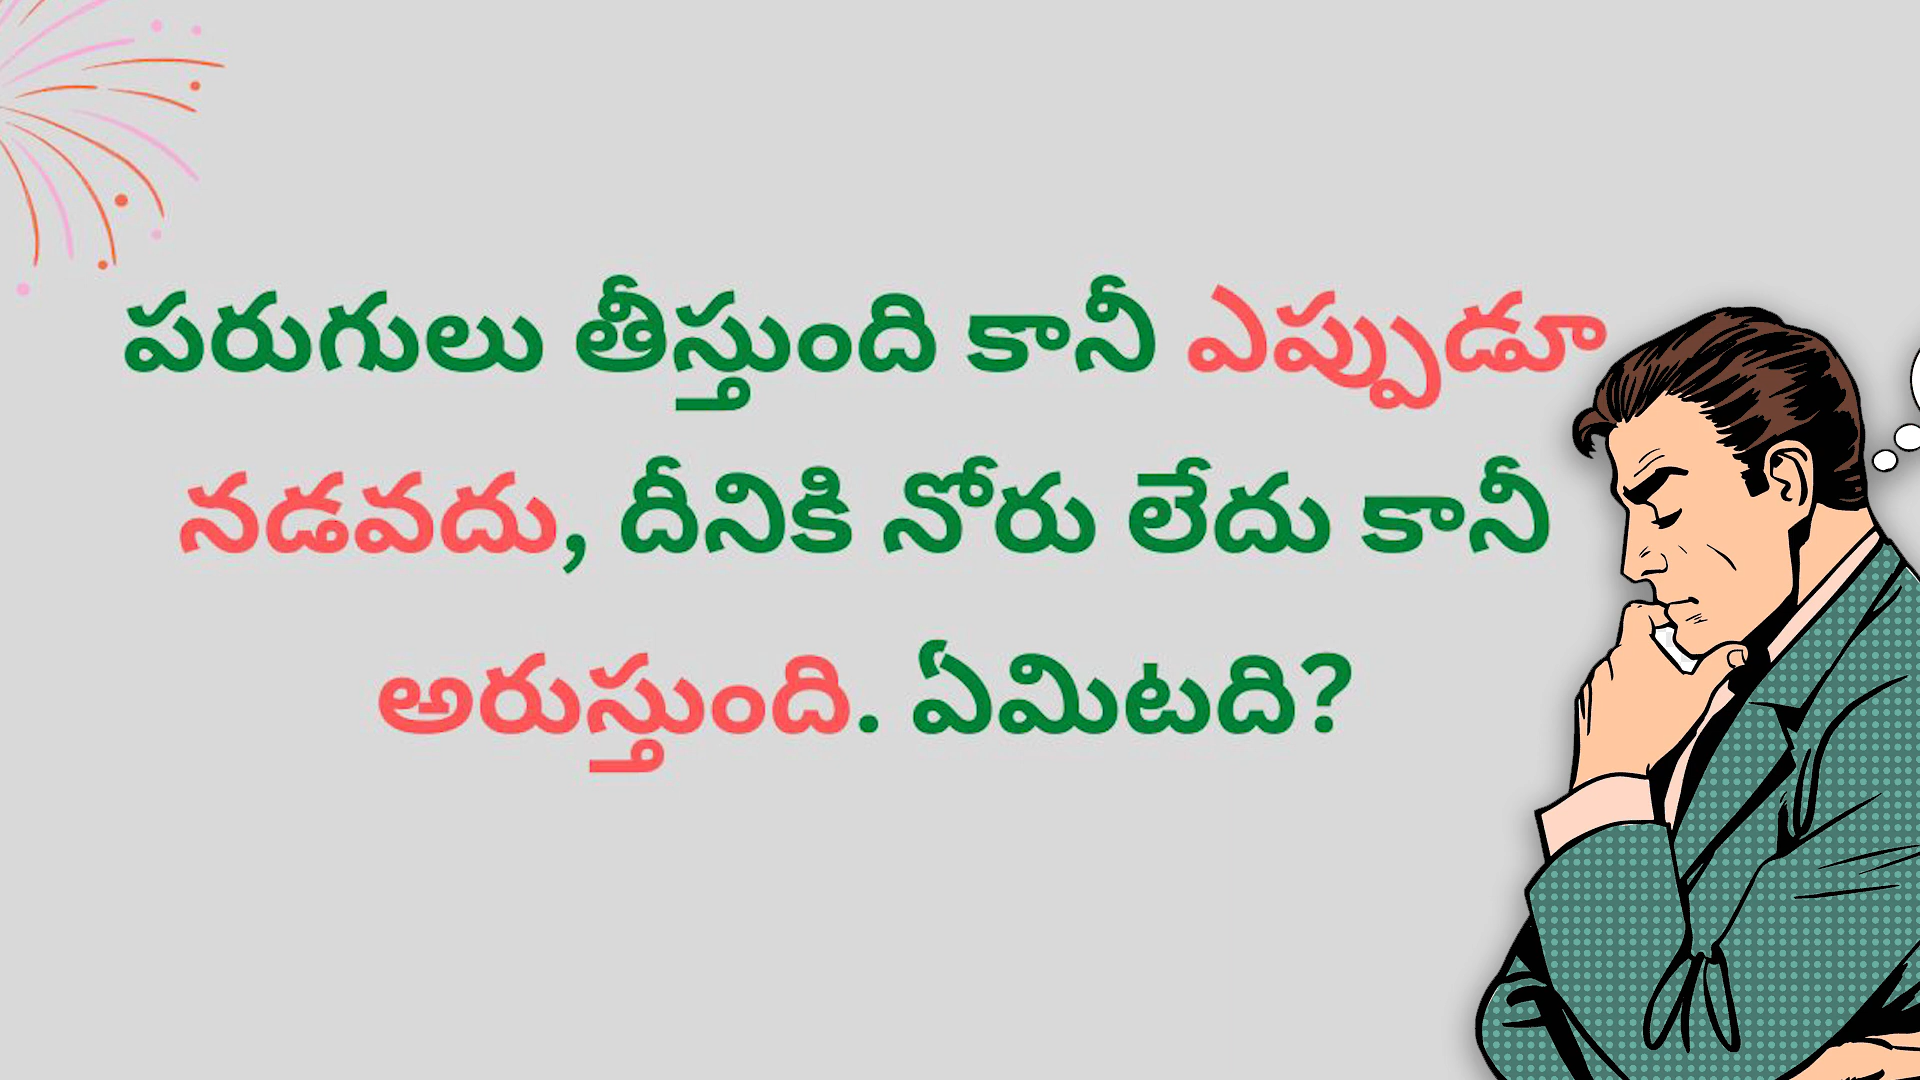 పరుగులు తీస్తుంది కానీ ఎప్పుడూ
నడవదు, దీనికి నోరు లేదు కానీ
అరుస్తుంది. ఏమిటది?